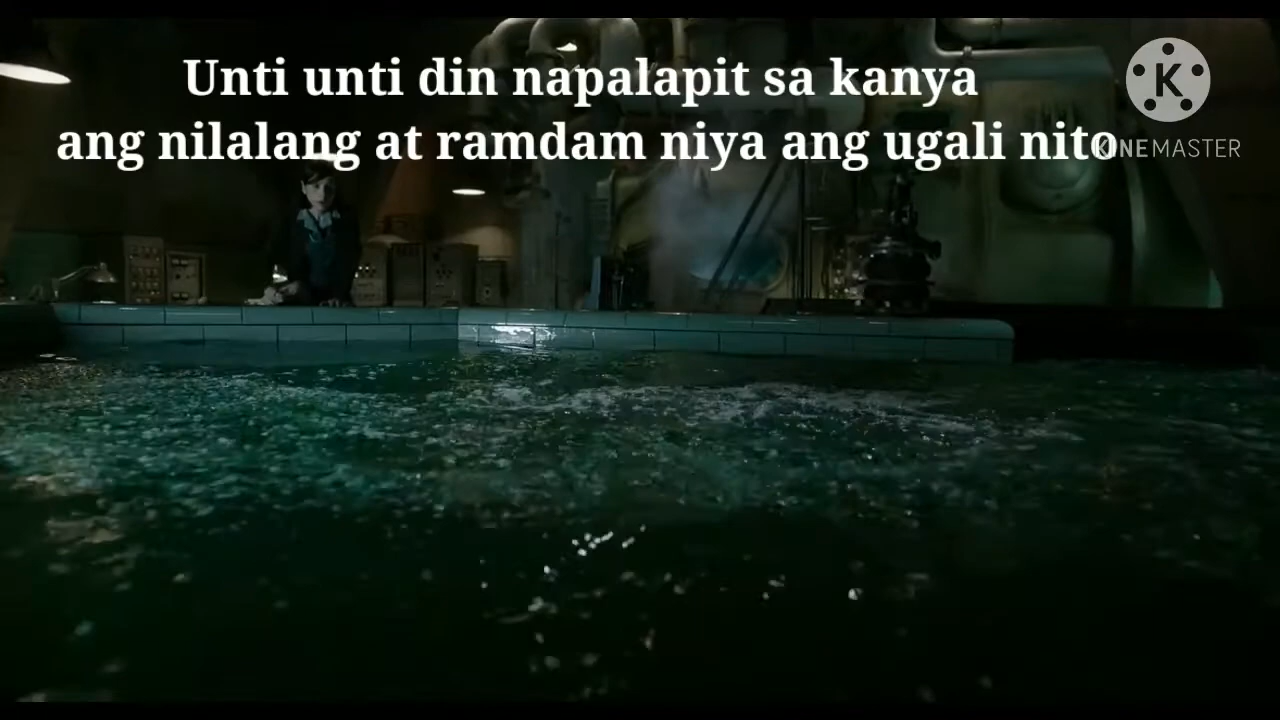 Unti unti din napalapit sa kanya
ang nilalang at ramdam niya ang ugali nito
K
KINEMASTER